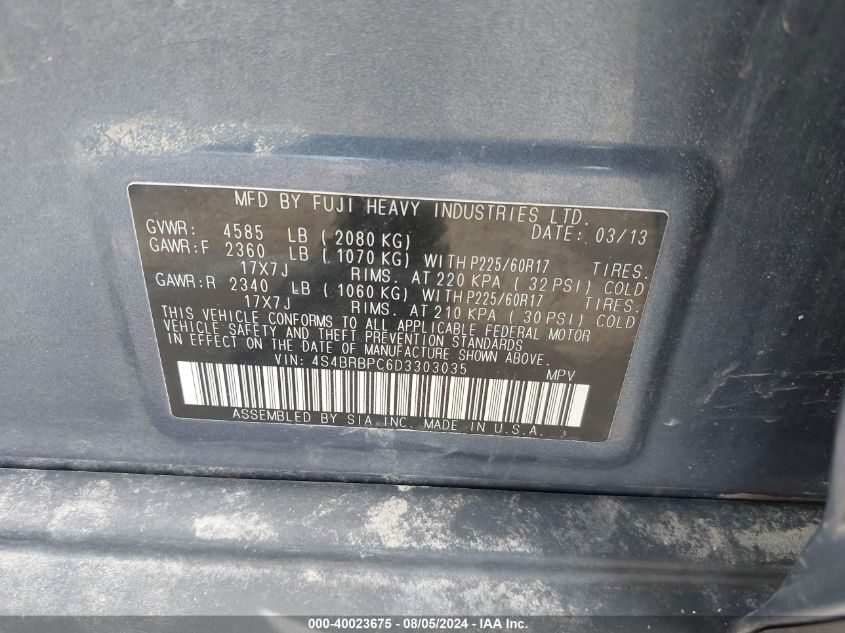 MFD BY FUJI HEAVY INDUSTRIES LTD.
GVWR: 4585 LB ( 2080 KG) DATE: 03/13
GAWR:F 2360 LB ( 1070 KG) WITH P225/60R17 TIRES.
17X7J RIMS. AT 220 KPA ( 32 PSI) COLD
GAWR:R 2340 LB ( 1060 KG) WITH P225/60R17 TIRES.
17X7J RIMS. AT 210 KPA ( 30 PSI) COLD
THIS VEHICLE CONFORMS TO ALL APPLICABLE FEDERAL MOTOR
VEHICLE SAFETY AND THEFT PREVENTION STANDARDS
IN EFFECT ON THE DATE OF MANUFACTURE SHOWN ABOVE.
VIN: 4S4BRBPC6D3303035 MPV
ASSEMBLED BY SIA, INC. MADE IN U.S.A.
000-40023675 - 08/05/2024 - IAA Inc.